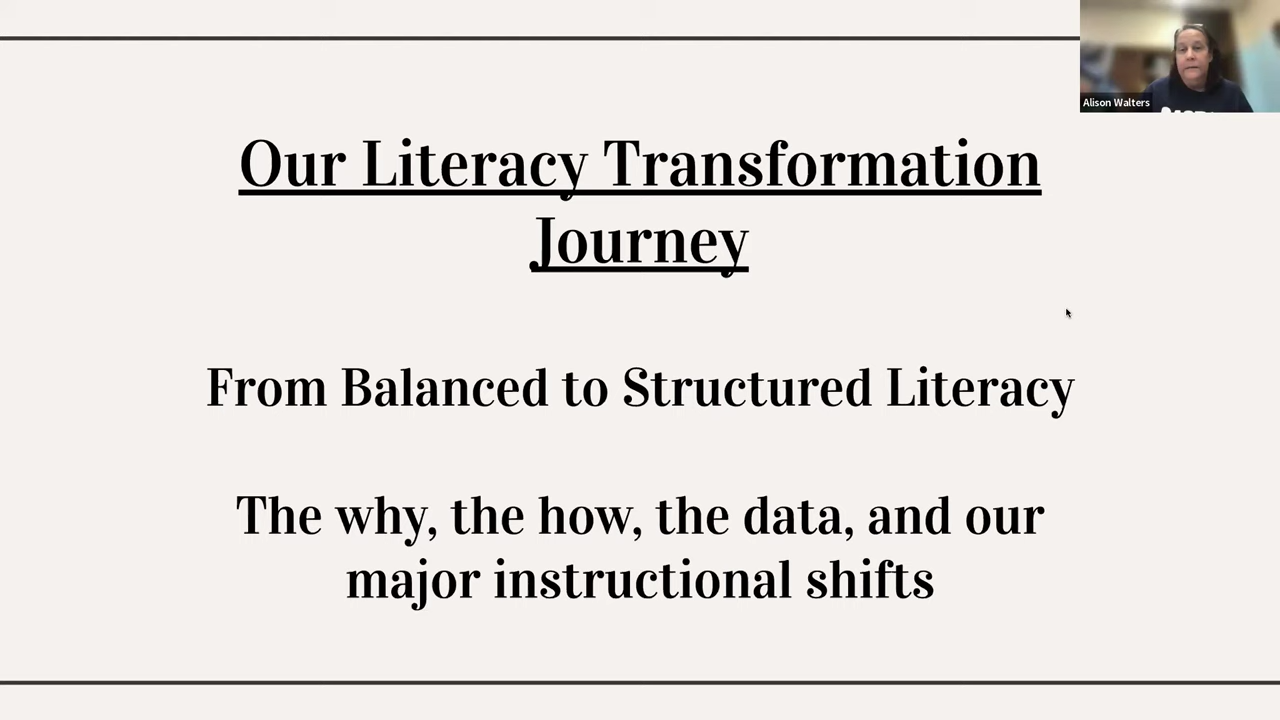 Alison Walters
Our Literacy Transformation
Journey
From Balanced to Structured Literacy
The why, the how, the data, and our
major instructional shifts